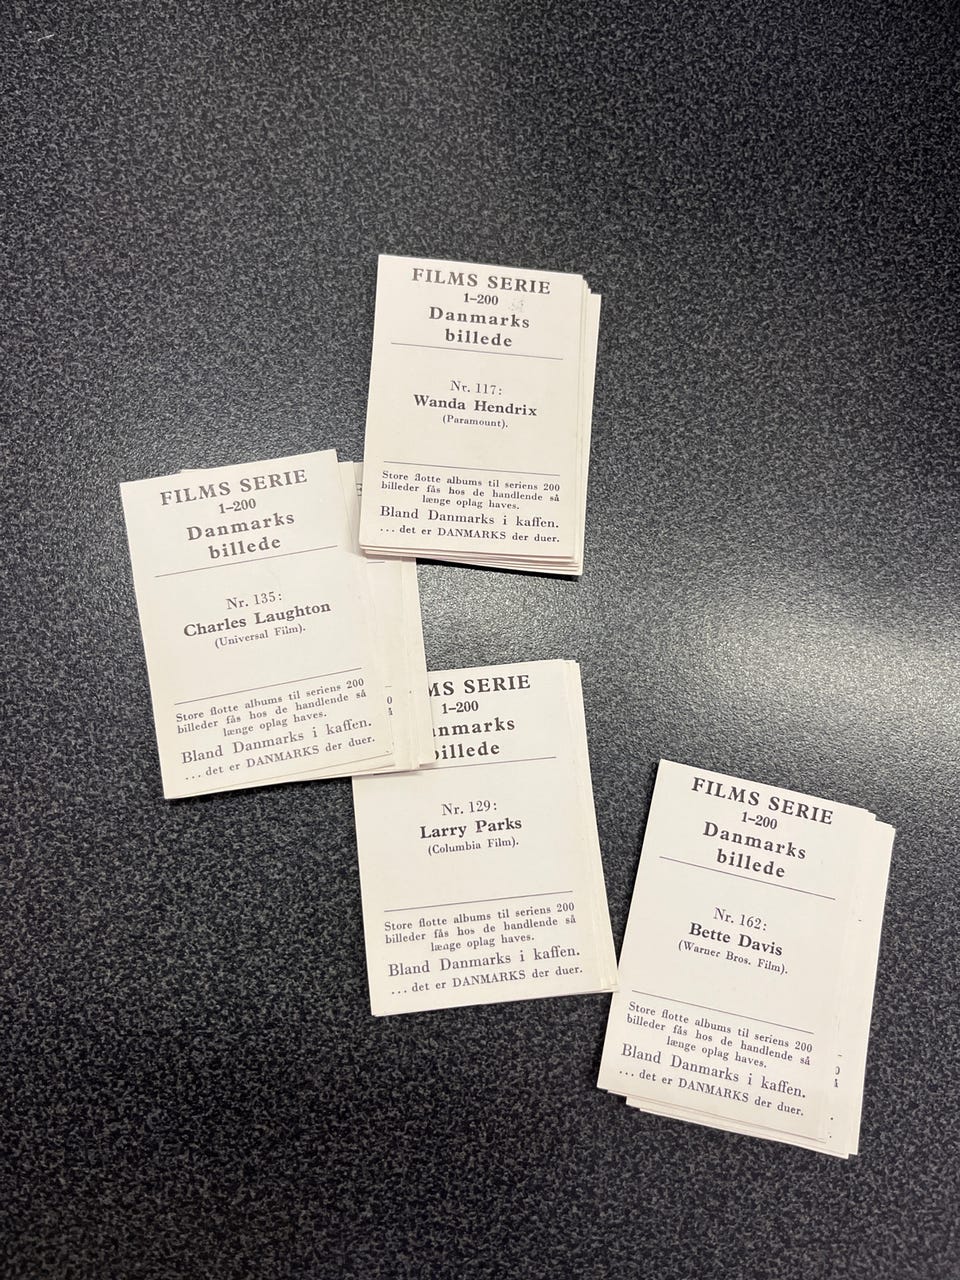 FILMS SERIE
1–200
Danmarks
billede
Nr. 117:
Wanda Hendrix
(Paramount).
Store flotte albums til seriens 200
billeder fås hos de handlende så
længe oplag haves.
Bland Danmarks i kaffen.
... det er DANMARKS der duer.
FILMS SERIE
1–200
Danmarks
billede
Nr. 135:
Charles Laughton
(Universal Film).
Store flotte albums til seriens 200
billeder fås hos de handlende så
længe oplag haves.
Bland Danmarks i kaffen.
... det er DANMARKS der duer.
MS SERIE
1–200
nmarks
illede
Nr. 129:
Larry Parks
(Columbia Film).
Store flotte albums til seriens 200
billeder fås hos de handlende så
længe oplag haves.
Bland Danmarks i kaffen.
... det er DANMARKS der duer.
FILMS SERIE
1–200
Danmarks
billede
Nr. 162:
Bette Davis
(Warner Bros. Film).
Store flotte albums til seriens 200
billeder fås hos de handlende så
længe oplag haves.
Bland Danmarks i kaffen.
... det er DANMARKS der duer.